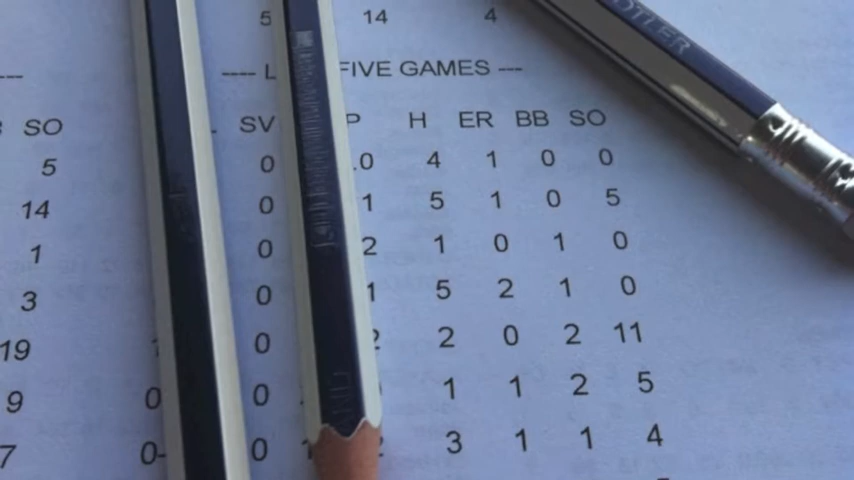 5 14 4
--- ---- L FIVE GAMES ---
SO SV P H ER BB SO
5 0 .0 4 1 0 0
14 0 1 5 1 0 5
1 0 2 1 0 1 0
3 0 1 5 2 1 0
19 0 2 0 2 11
9 0 0 1 1 2 5
7 0- 0 3 1 1 4